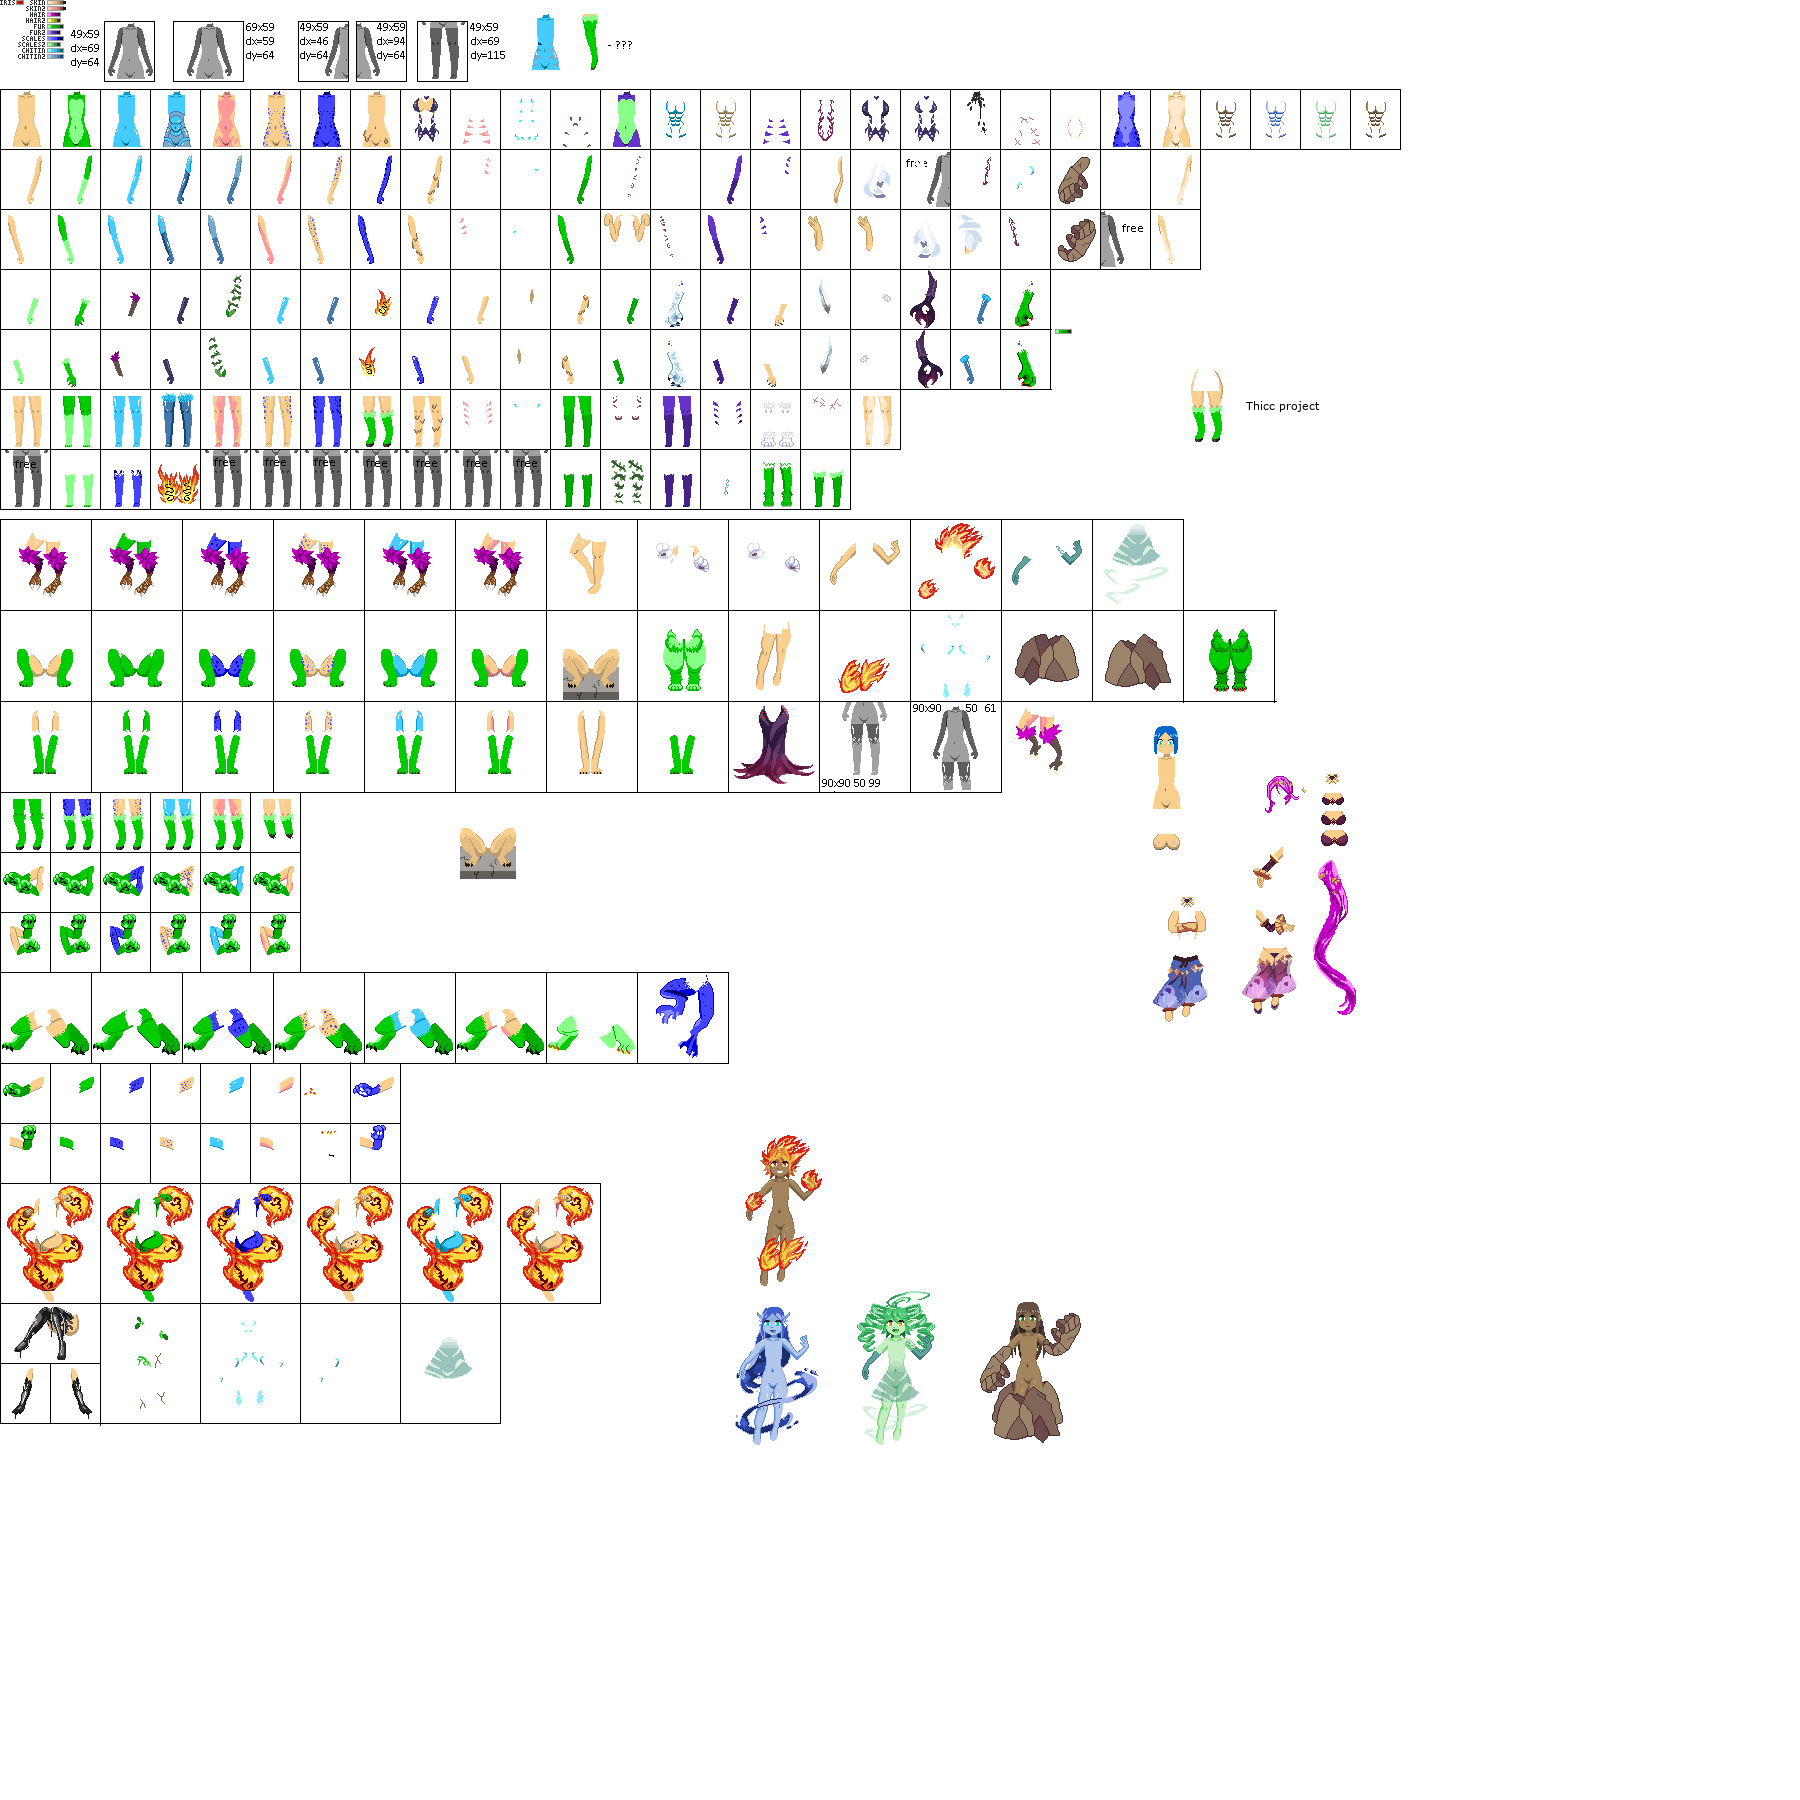 IRIS
SKIN
SKIN2
HAIR
HAIR2
FUR
FUR2
SCALES
SCALES2
CHITIN
CHITIN2
49x59
dx=69
dy=64
69x59
dx=59
dy=64
49x59
dx=46
dy=64
49x59
dx=94
dy=64
49x59
dx=69
dy=115
- ???
free
free
Thicc project
free
free
free
free
free
free
free
free
90x90
50 61
90x90 50 99